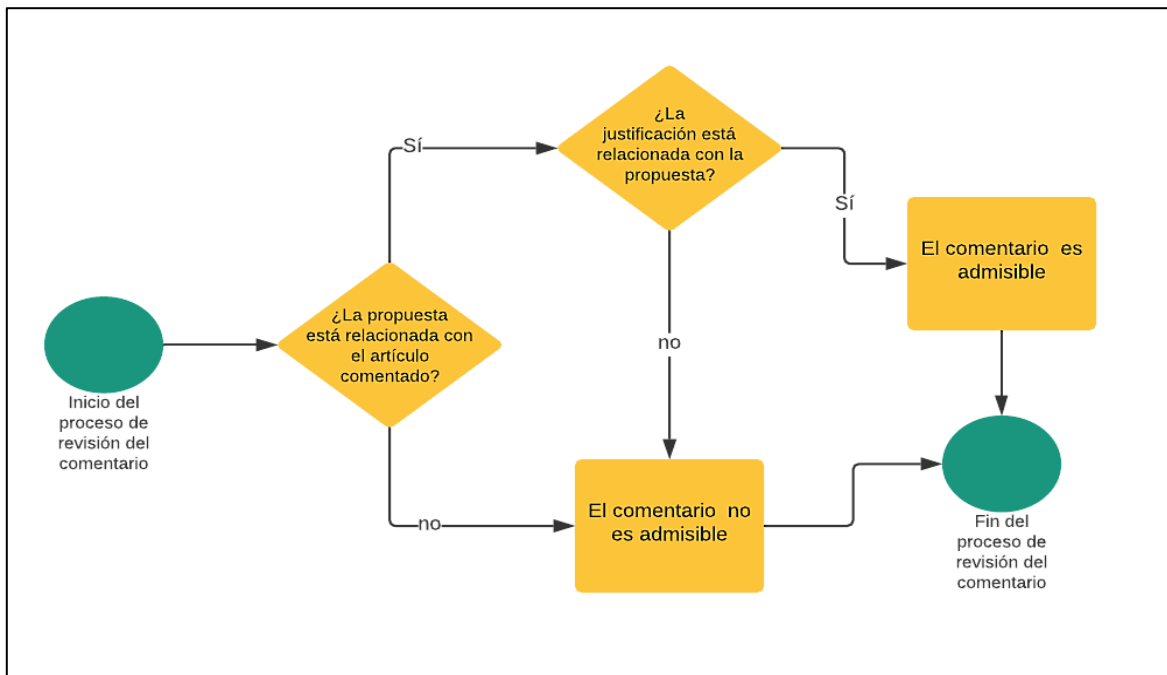 ¿La
justificación está
relacionada con la
propuesta?
Sí
Sí
El comentario  es
admisible
¿La propuesta
está relacionada con
el artículo
comentado?
no
Inicio del
proceso de
revisión del
comentario
El comentario  no
es admisible
no
Fin del
proceso de
revisión del
comentario